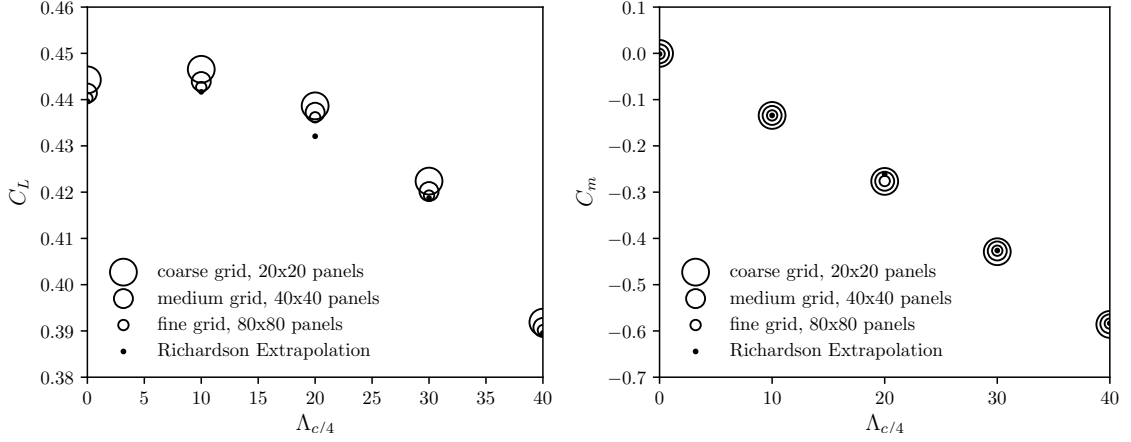 0.46
0.45
0.44
0.43
0.42
0.41
0.40
0.39
0.38
C_L
coarse grid, 20x20 panels
medium grid, 40x40 panels
fine grid, 80x80 panels
Richardson Extrapolation
0 5 10 15 20 25 30 35 40
Λ_{c/4}
0.1
0.0
−0.1
−0.2
−0.3
−0.4
−0.5
−0.6
−0.7
C_m
coarse grid, 20x20 panels
medium grid, 40x40 panels
fine grid, 80x80 panels
Richardson Extrapolation
0 10 20 30 40
Λ_{c/4}